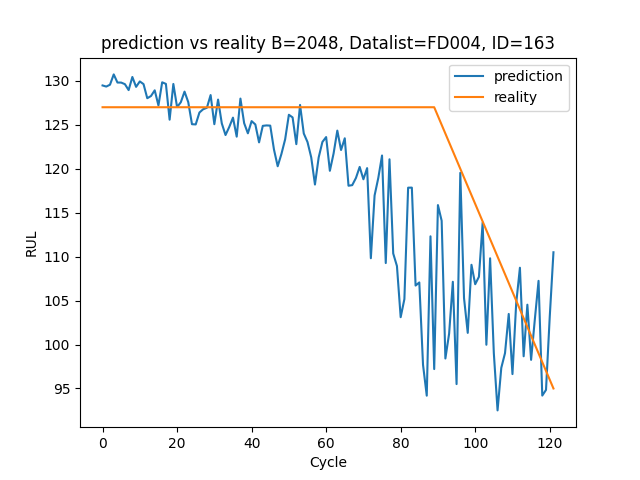 prediction vs reality B=2048, Datalist=FD004, ID=163
prediction
reality
RUL
130
125
120
115
110
105
100
95
0 20 40 60 80 100 120
Cycle